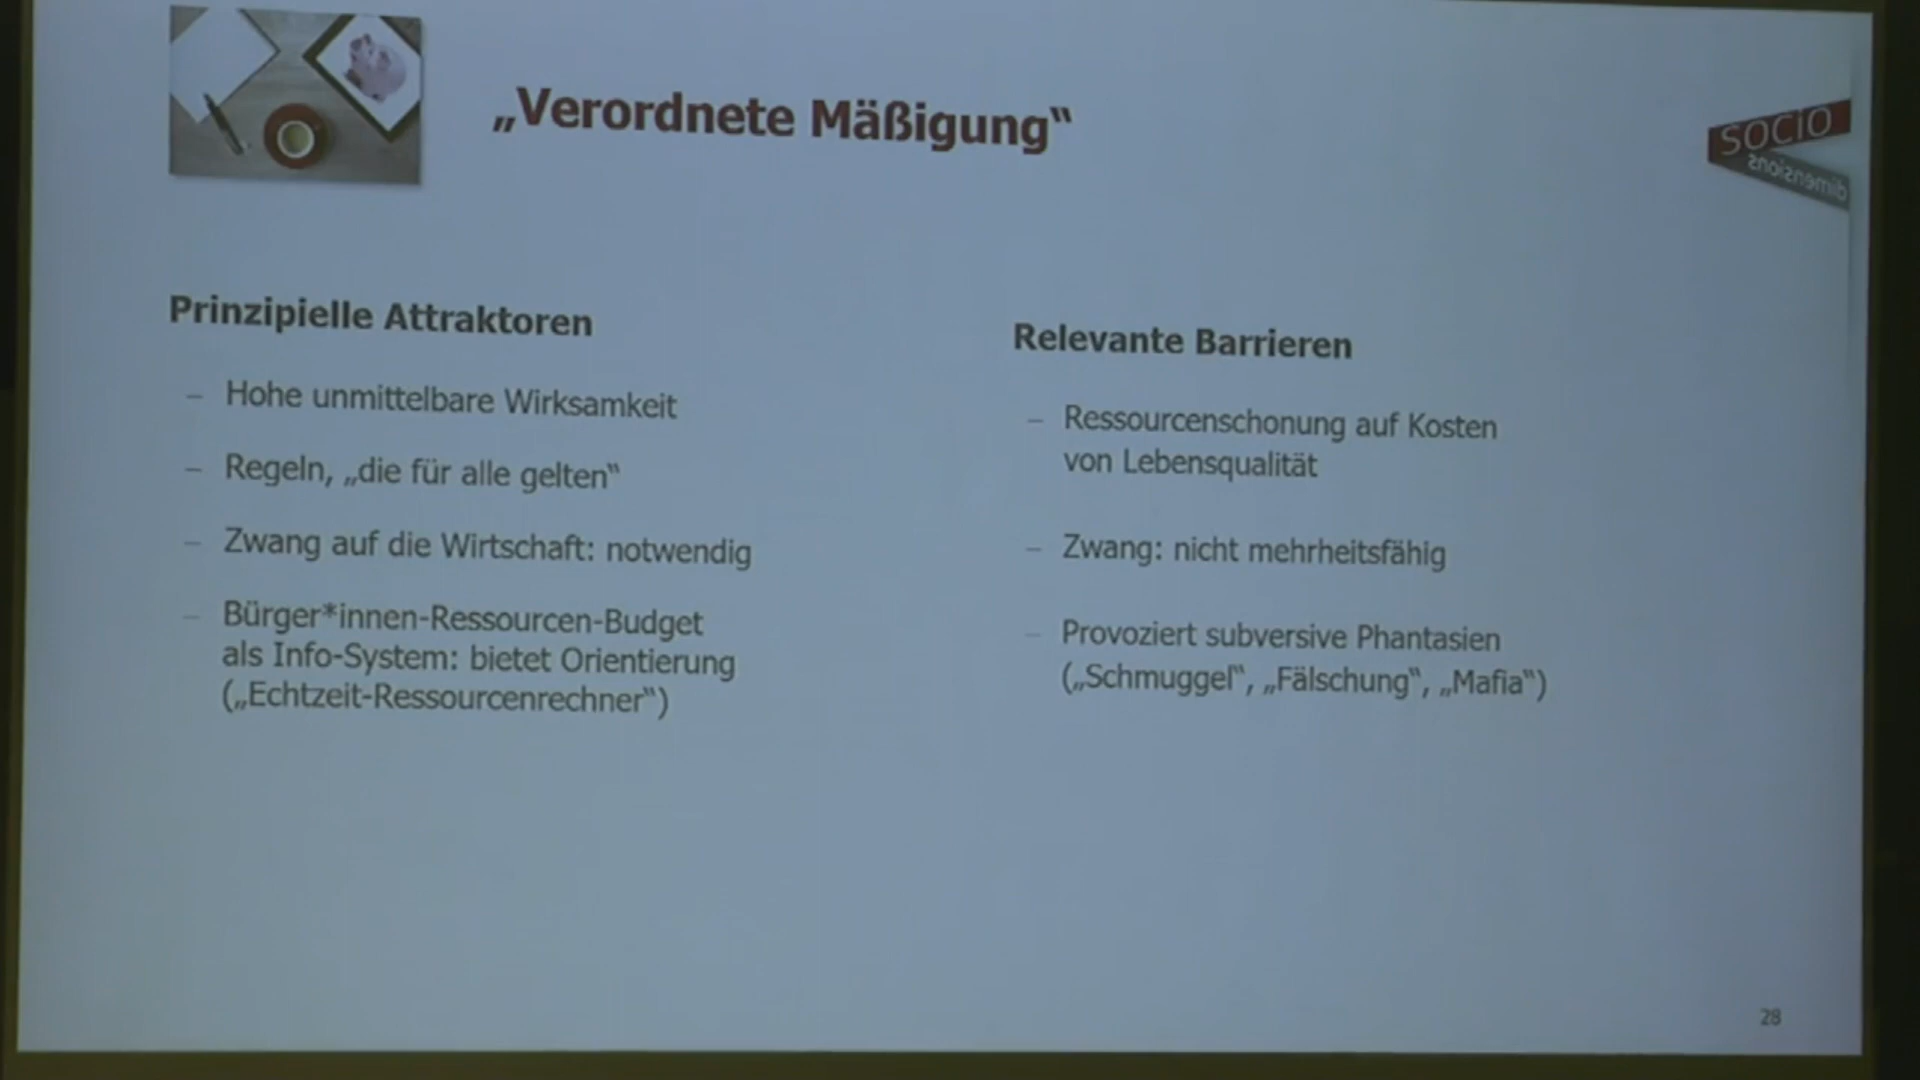 „Verordnete Mäßigung“
SOCiO
dimensions
Prinzipielle Attraktoren
– Hohe unmittelbare Wirksamkeit
– Regeln, „die für alle gelten“
– Zwang auf die Wirtschaft: notwendig
– Bürger*innen-Ressourcen-Budget
als Info-System: bietet Orientierung
(„Echtzeit-Ressourcenrechner“)
Relevante Barrieren
– Ressourcenschonung auf Kosten
von Lebensqualität
– Zwang: nicht mehrheitsfähig
– Provoziert subversive Phantasien
(„Schmuggel“, „Fälschung“, „Mafia“)
28